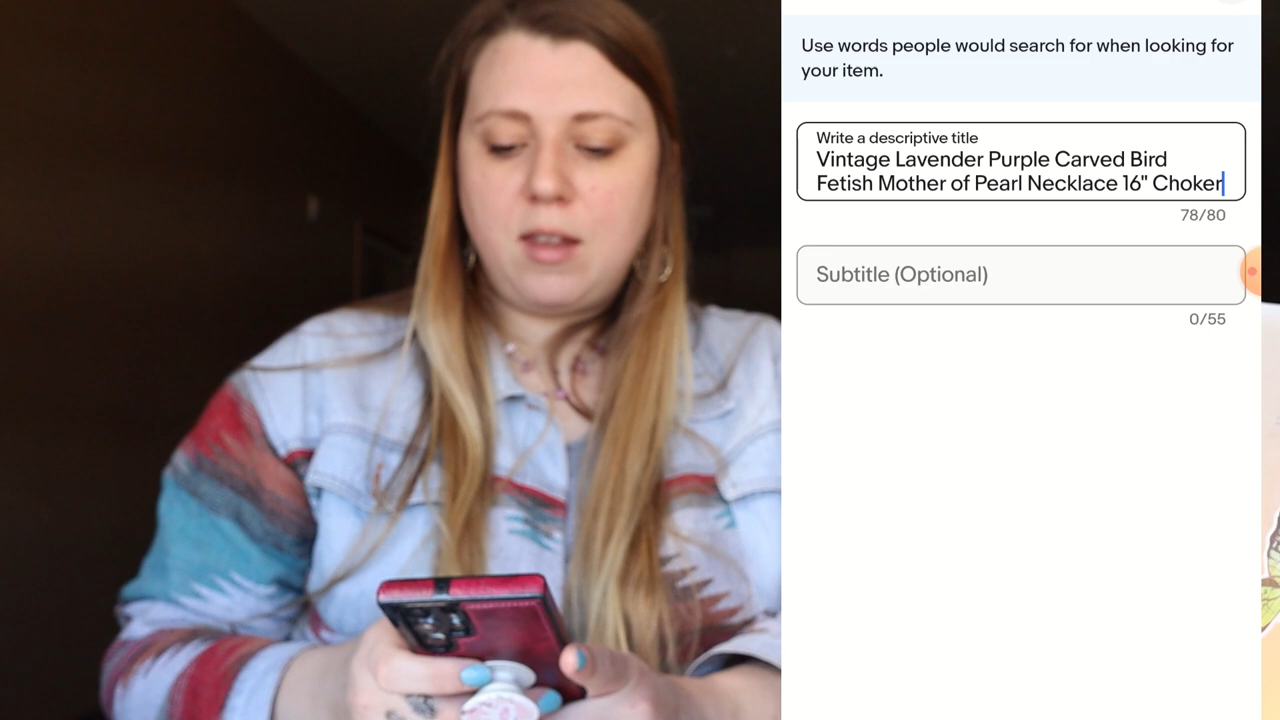 Use words people would search for when looking for
your item.
Write a descriptive title
Vintage Lavender Purple Carved Bird
Fetish Mother of Pearl Necklace 16" Choker
78/80
Subtitle (Optional)
0/55